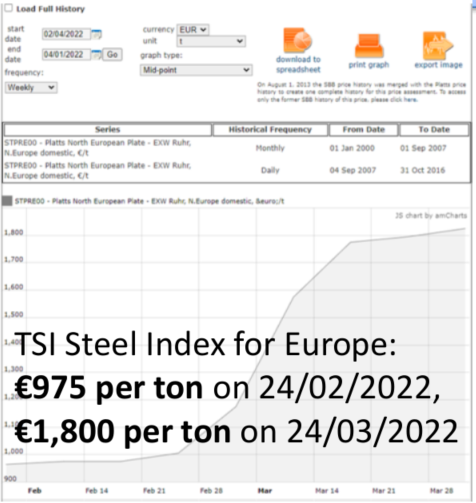 Load Full History
start date 02/04/2022
end date 04/01/2022 Go
frequency:
Weekly
currency EUR
unit t
graph type:
Mid-point
download to spreadsheet
print graph
export image
On August 1, 2013 the SBB price history was merged with the Platts price
history to create one complete history for this price assessment. To access
only the former SBB history of this price, please click here.
Series Historical Frequency From Date To Date
STPRE00 - Platts North European Plate - EXW Ruhr,
N.Europe domestic, €/t Monthly 01 Jan 2000 01 Sep 2007
STPRE00 - Platts North European Plate - EXW Ruhr,
N.Europe domestic, €/t Daily 04 Sep 2007 31 Oct 2016
STPRE00 - Platts North European Plate - EXW Ruhr, N.Europe domestic, &euro;/t
JS chart by amCharts
1,800
1,700
1,600
1,500
TSI Steel Index for Europe:
€975 per ton on 24/02/2022,
€1,800 per ton on 24/03/2022
1,000
900
Feb Feb 14 Feb 21 Feb 28 Mar Mar 14 Mar 21 Mar 28